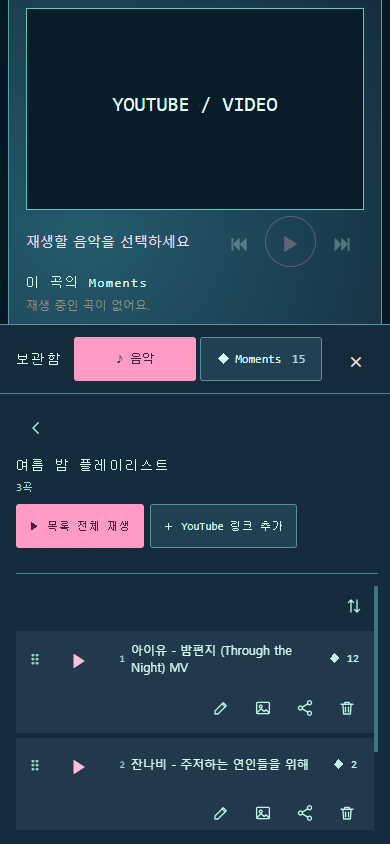 YOUTUBE / VIDEO
재생할 음악을 선택하세요
이 곡의 Moments
재생 중인 곡이 없어요.
보관함
♪ 음악
◆ Moments 15
×
여름 밤 플레이리스트
3곡
▶ 목록 전체 재생
+ YouTube 링크 추가
1 아이유 - 밤편지 (Through the
Night) MV
◆ 12
2 잔나비 - 주저하는 연인들을 위해
◆ 2